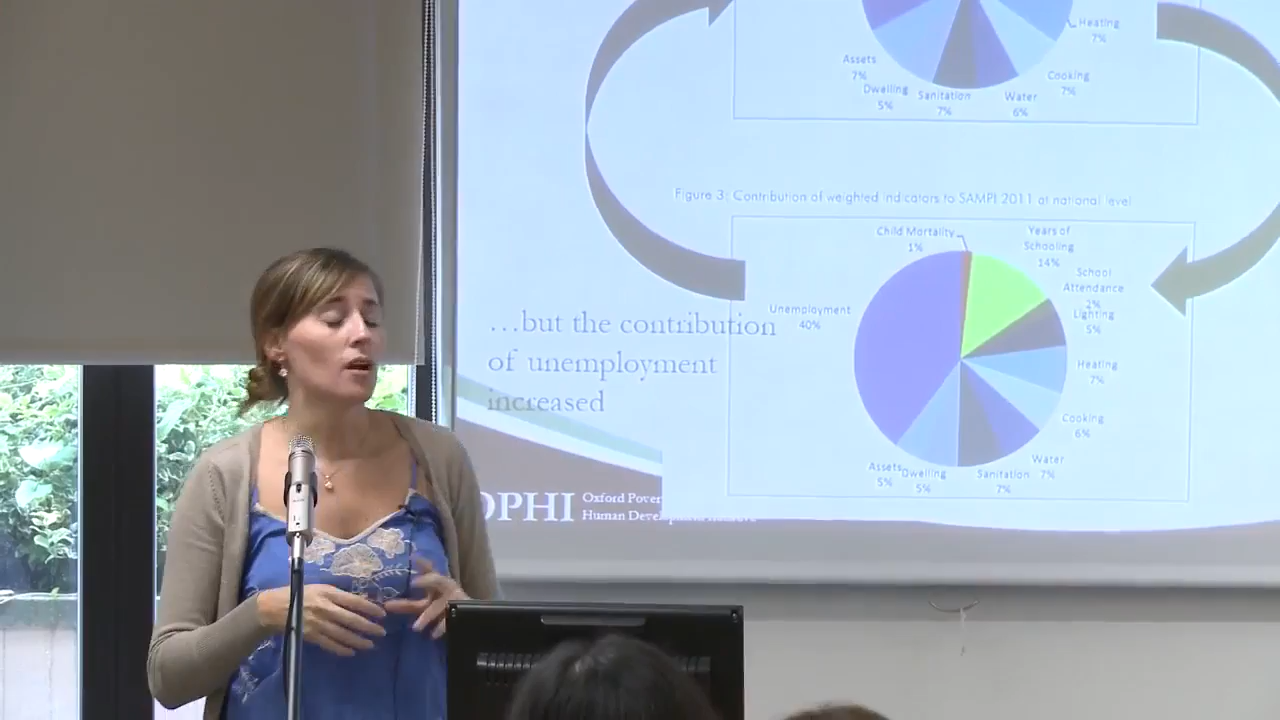 Heating
7%
Assets
7%
Cooking
7%
Dwelling
5%
Sanitation
7%
Water
6%
Figure 3: Contribution of weighted indicators to SAMPI 2011 at national level
Child Mortality
1%
Years of
Schooling
14%
School
Attendance
2%
Lighting
5%
Unemployment
40%
Heating
7%
Cooking
6%
Water
7%
Sanitation
7%
Dwelling
5%
Assets
5%
...but the contribution
of unemployment
increased
OPHI
Oxford
Human